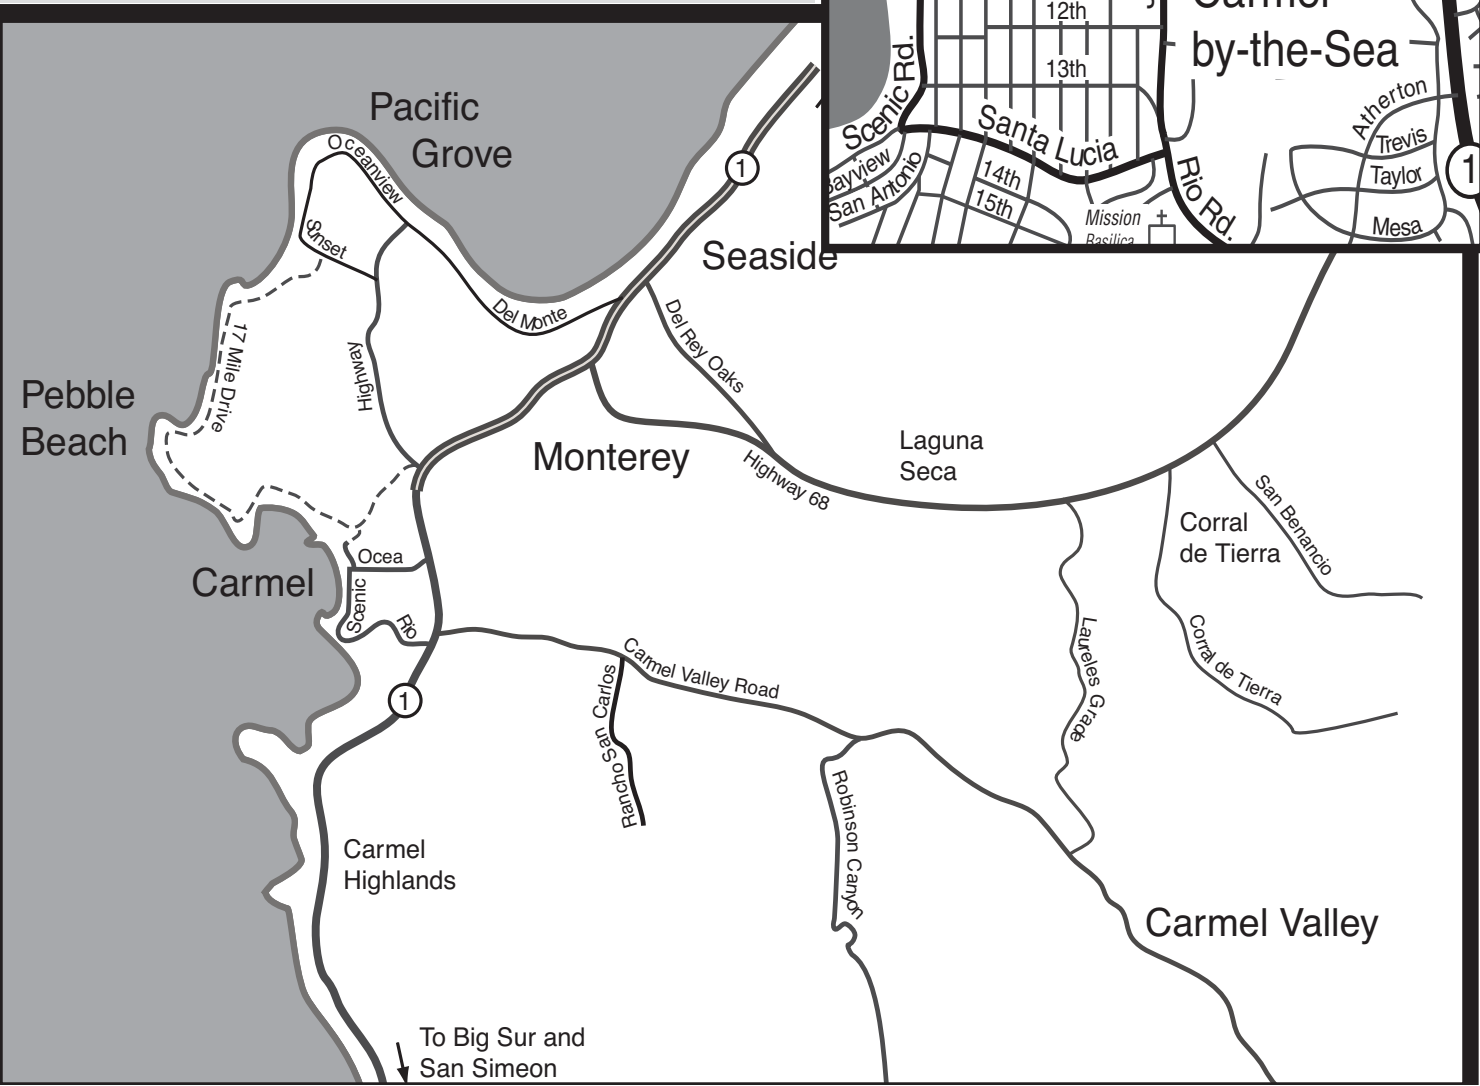 Carmel
by-the-Sea
12th
13th
Scenic Rd.
Santa Lucia
Bayview
San Antonio
14th
15th
Mission
Basilica
Rio Rd.
Atherton
Trevis
Taylor
Mesa
1
Pacific
Grove
Oceanview
Sunset
1
Seaside
Del Monte
Del Rey Oaks
17 Mile Drive
Highway
Pebble
Beach
Monterey
Highway 68
Laguna
Seca
Corral
de Tierra
San Benancio
Corral de Tierra
Laureles Grade
Carmel
Ocea
Scenic
Rio
Carmel Valley Road
Rancho San Carlos
1
Robinson Canyon
Carmel
Highlands
Carmel Valley
To Big Sur and
San Simeon